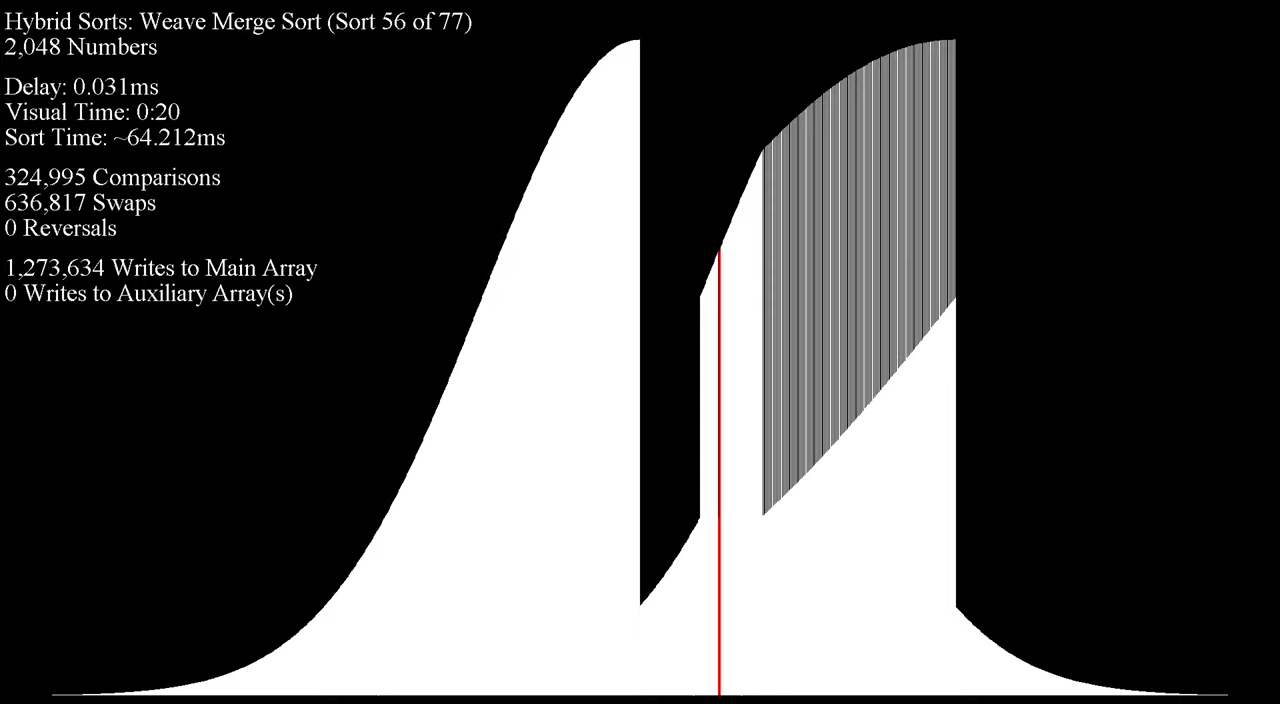 Hybrid Sorts: Weave Merge Sort (Sort 56 of 77)
2,048 Numbers
Delay: 0.031ms
Visual Time: 0:20
Sort Time: ~64.212ms
324,995 Comparisons
636,817 Swaps
0 Reversals
1,273,634 Writes to Main Array
0 Writes to Auxiliary Array(s)